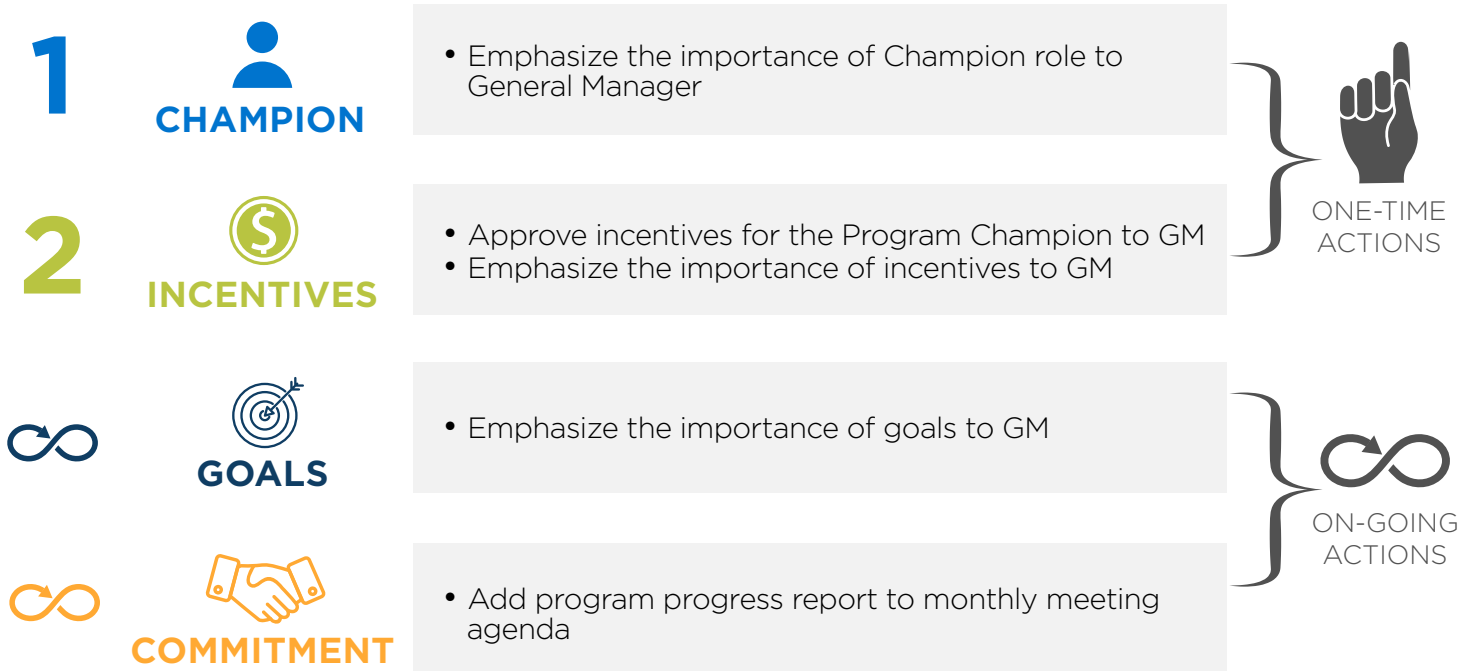 1
CHAMPION
• Emphasize the importance of Champion role to
General Manager
2
$
INCENTIVES
• Approve incentives for the Program Champion to GM
• Emphasize the importance of incentives to GM
ONE-TIME
ACTIONS
GOALS
• Emphasize the importance of goals to GM
COMMITMENT
• Add program progress report to monthly meeting
agenda
ON-GOING
ACTIONS